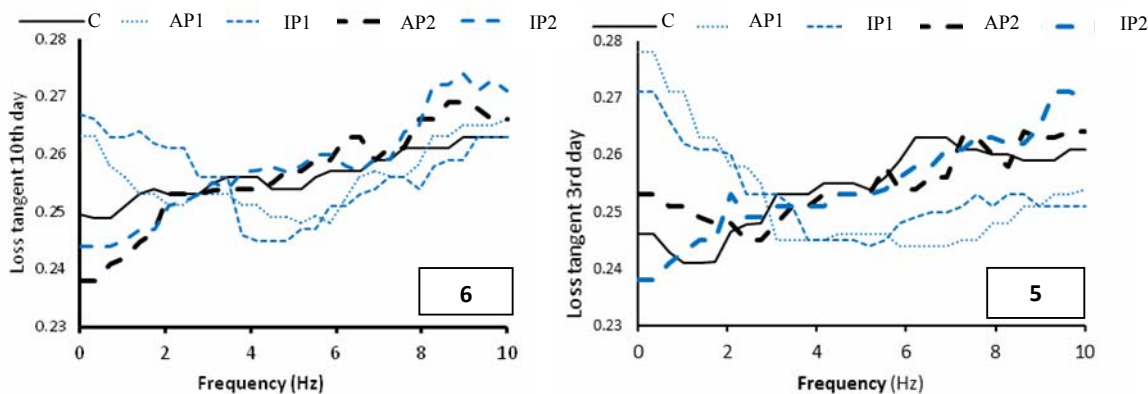 C AP1 IP1 AP2 IP2
Loss tangent 10th day
0.28
0.27
0.26
0.25
0.24
0.23
0 2 4 6 8 10
Frequency (Hz)
6
C AP1 IP1 AP2 IP2
Loss tangent 3rd day
0.28
0.27
0.26
0.25
0.24
0.23
0 2 4 6 8 10
Frequency (Hz)
5